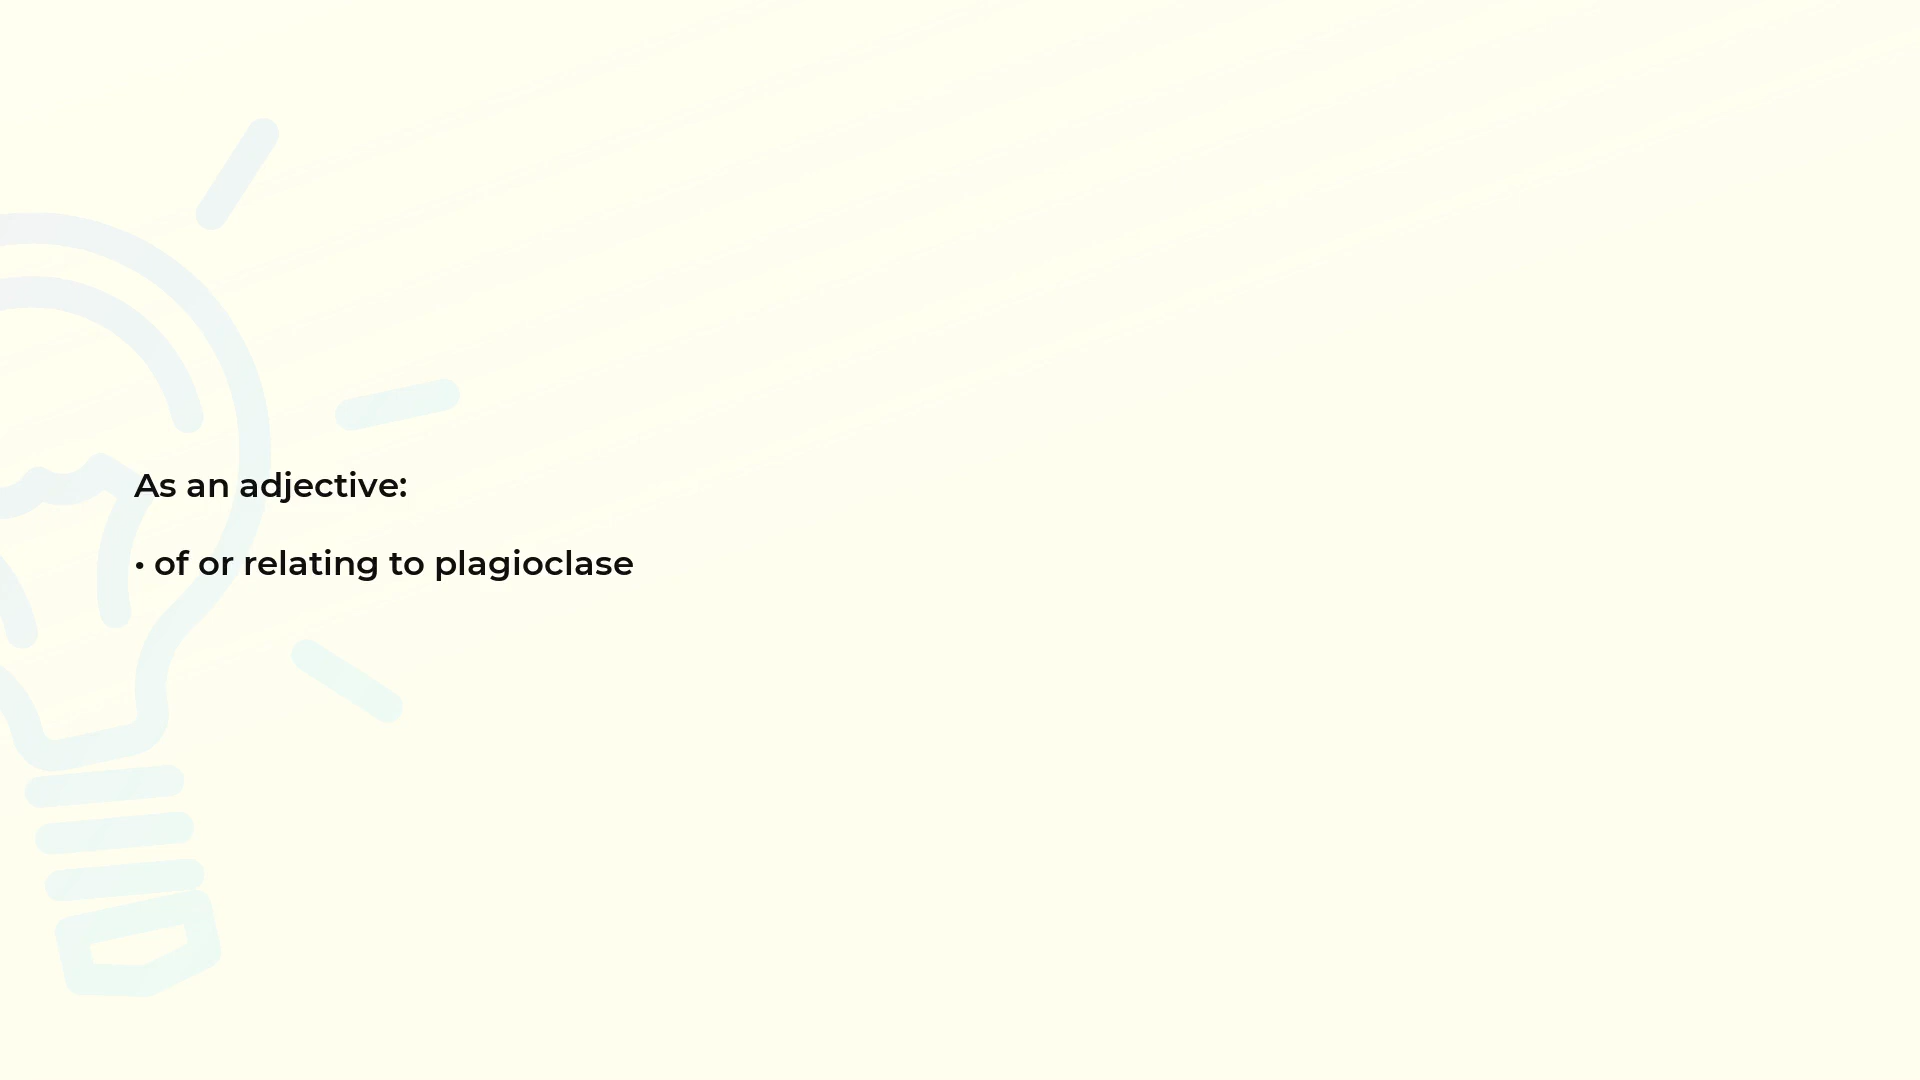 As an adjective:
• of or relating to plagioclase